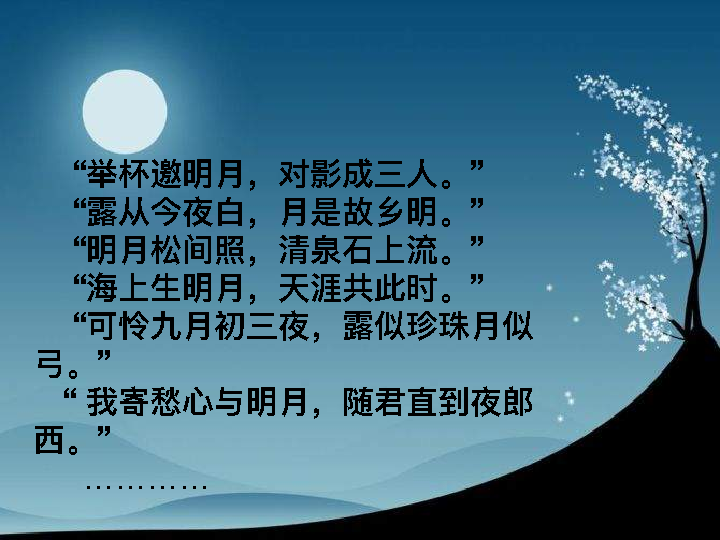 “举杯邀明月，对影成三人。”
“露从今夜白，月是故乡明。”
“明月松间照，清泉石上流。”
“海上生明月，天涯共此时。”
“可怜九月初三夜，露似珍珠月似
弓。”
“ 我寄愁心与明月，随君直到夜郎
西。”
…………